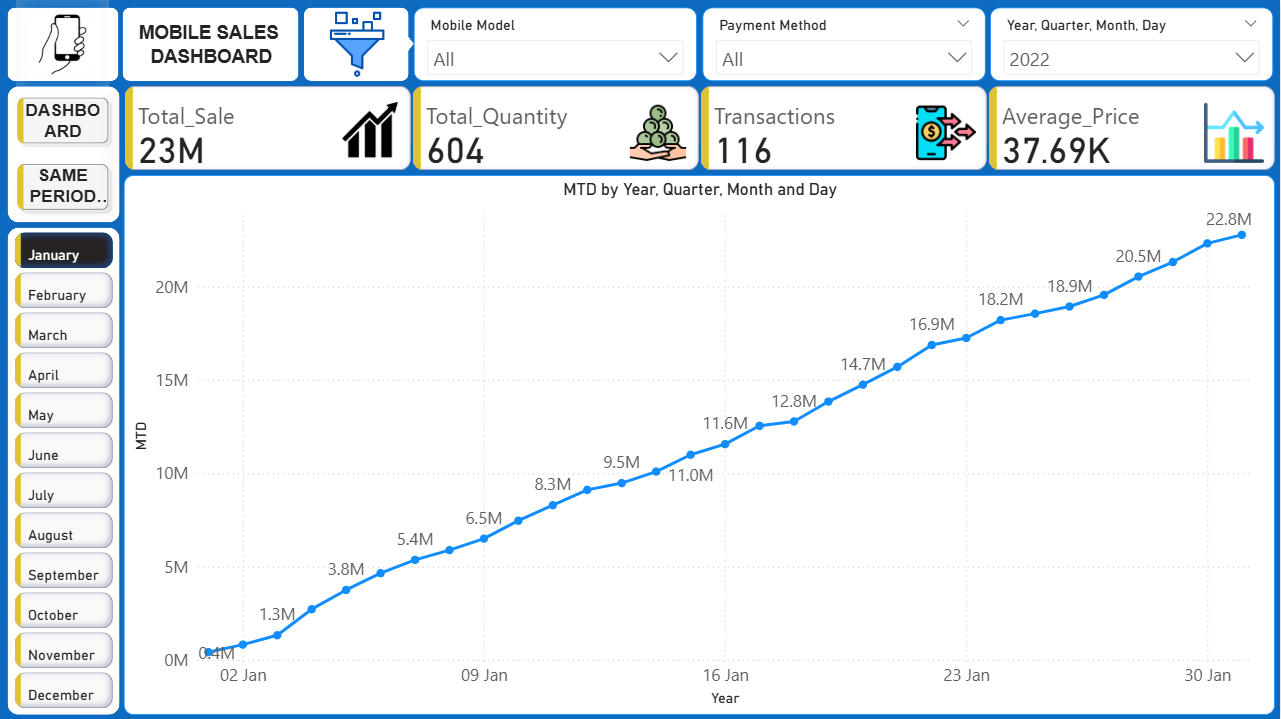 MOBILE SALES
DASHBOARD
Mobile Model
All
Payment Method
All
Year, Quarter, Month, Day
2022
DASHBO
ARD
SAME
PERIOD..
Total_Sale
23M
Total_Quantity
604
Transactions
116
Average_Price
37.69K
January
February
March
April
May
June
July
August
September
October
November
December
MTD by Year, Quarter, Month and Day
MTD
20M
15M
10M
5M
0M
0.4M
1.3M
3.8M
5.4M
6.5M
8.3M
9.5M
11.0M
11.6M
12.8M
14.7M
16.9M
18.2M
18.9M
20.5M
22.8M
02 Jan
09 Jan
16 Jan
23 Jan
30 Jan
Year